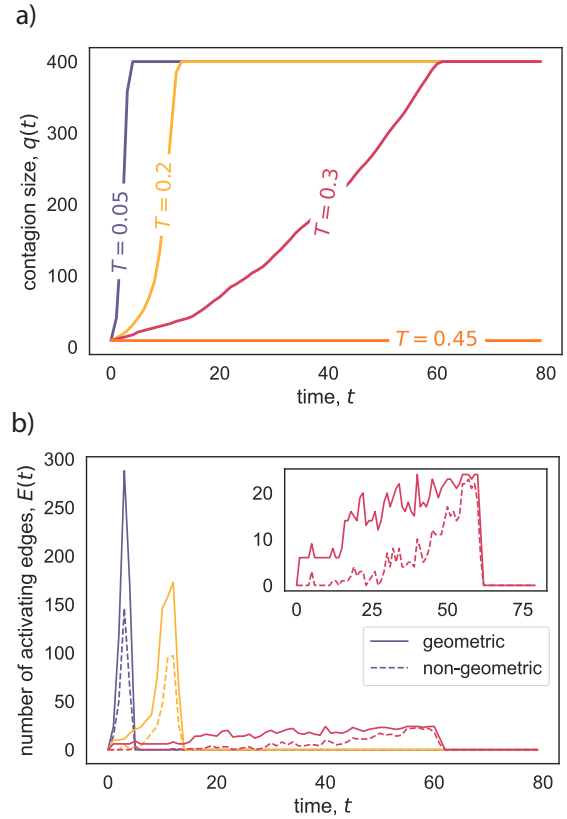 a)
400
300
200
100
0
contagion size, q(t)
T = 0.05
T = 0.2
T = 0.3
T = 0.45
0 20 40 60 80
time, t
b)
300
250
200
150
100
50
0
number of activating edges, E(t)
20
10
0
0 25 50 75
geometric
non-geometric
0 20 40 60 80
time, t